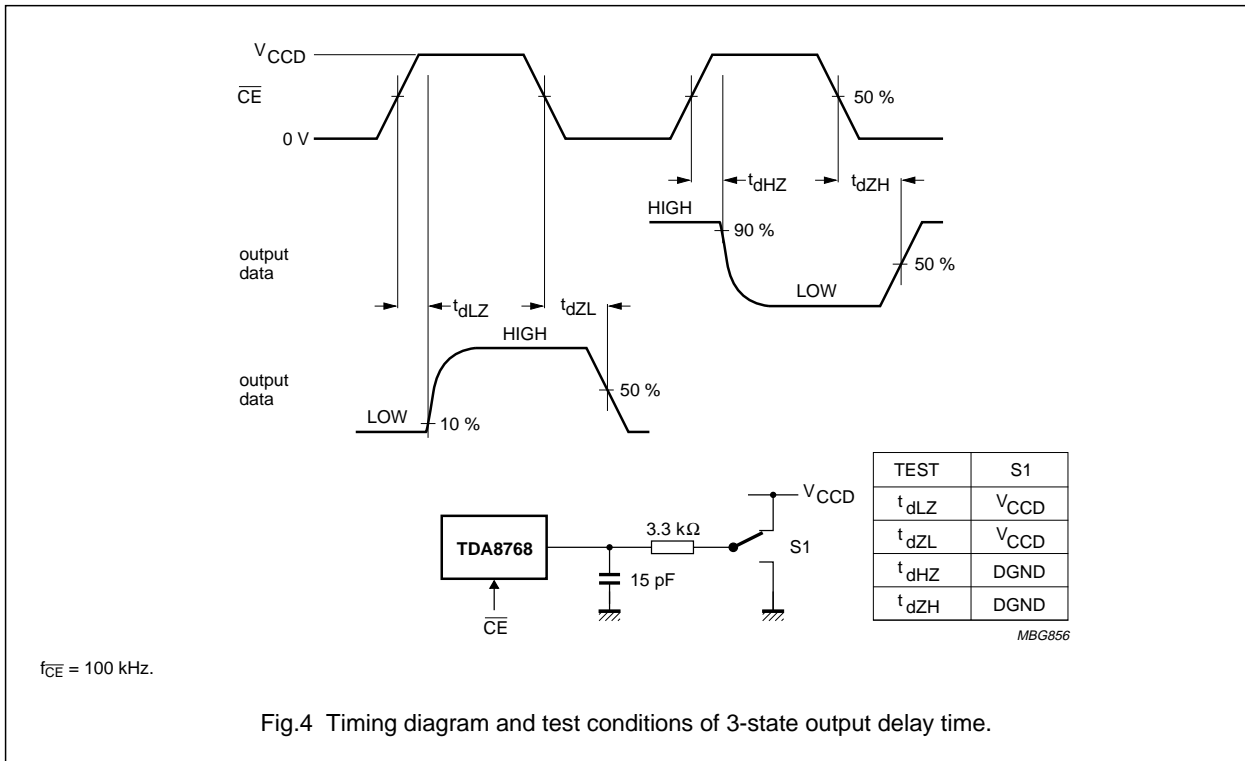 VCCD
CE
50 %
0 V
tdHZ
tdZH
HIGH
90 %
output
data
50 %
LOW
tdLZ
tdZL
HIGH
output
data
50 %
LOW
10 %
TEST S1
tdLZ VCCD
tdZL VCCD
tdHZ DGND
tdZH DGND
VCCD
3.3 kΩ
S1
TDA8768
15 pF
CE
MBG856
fCE = 100 kHz.
Fig.4 Timing diagram and test conditions of 3-state output delay time.